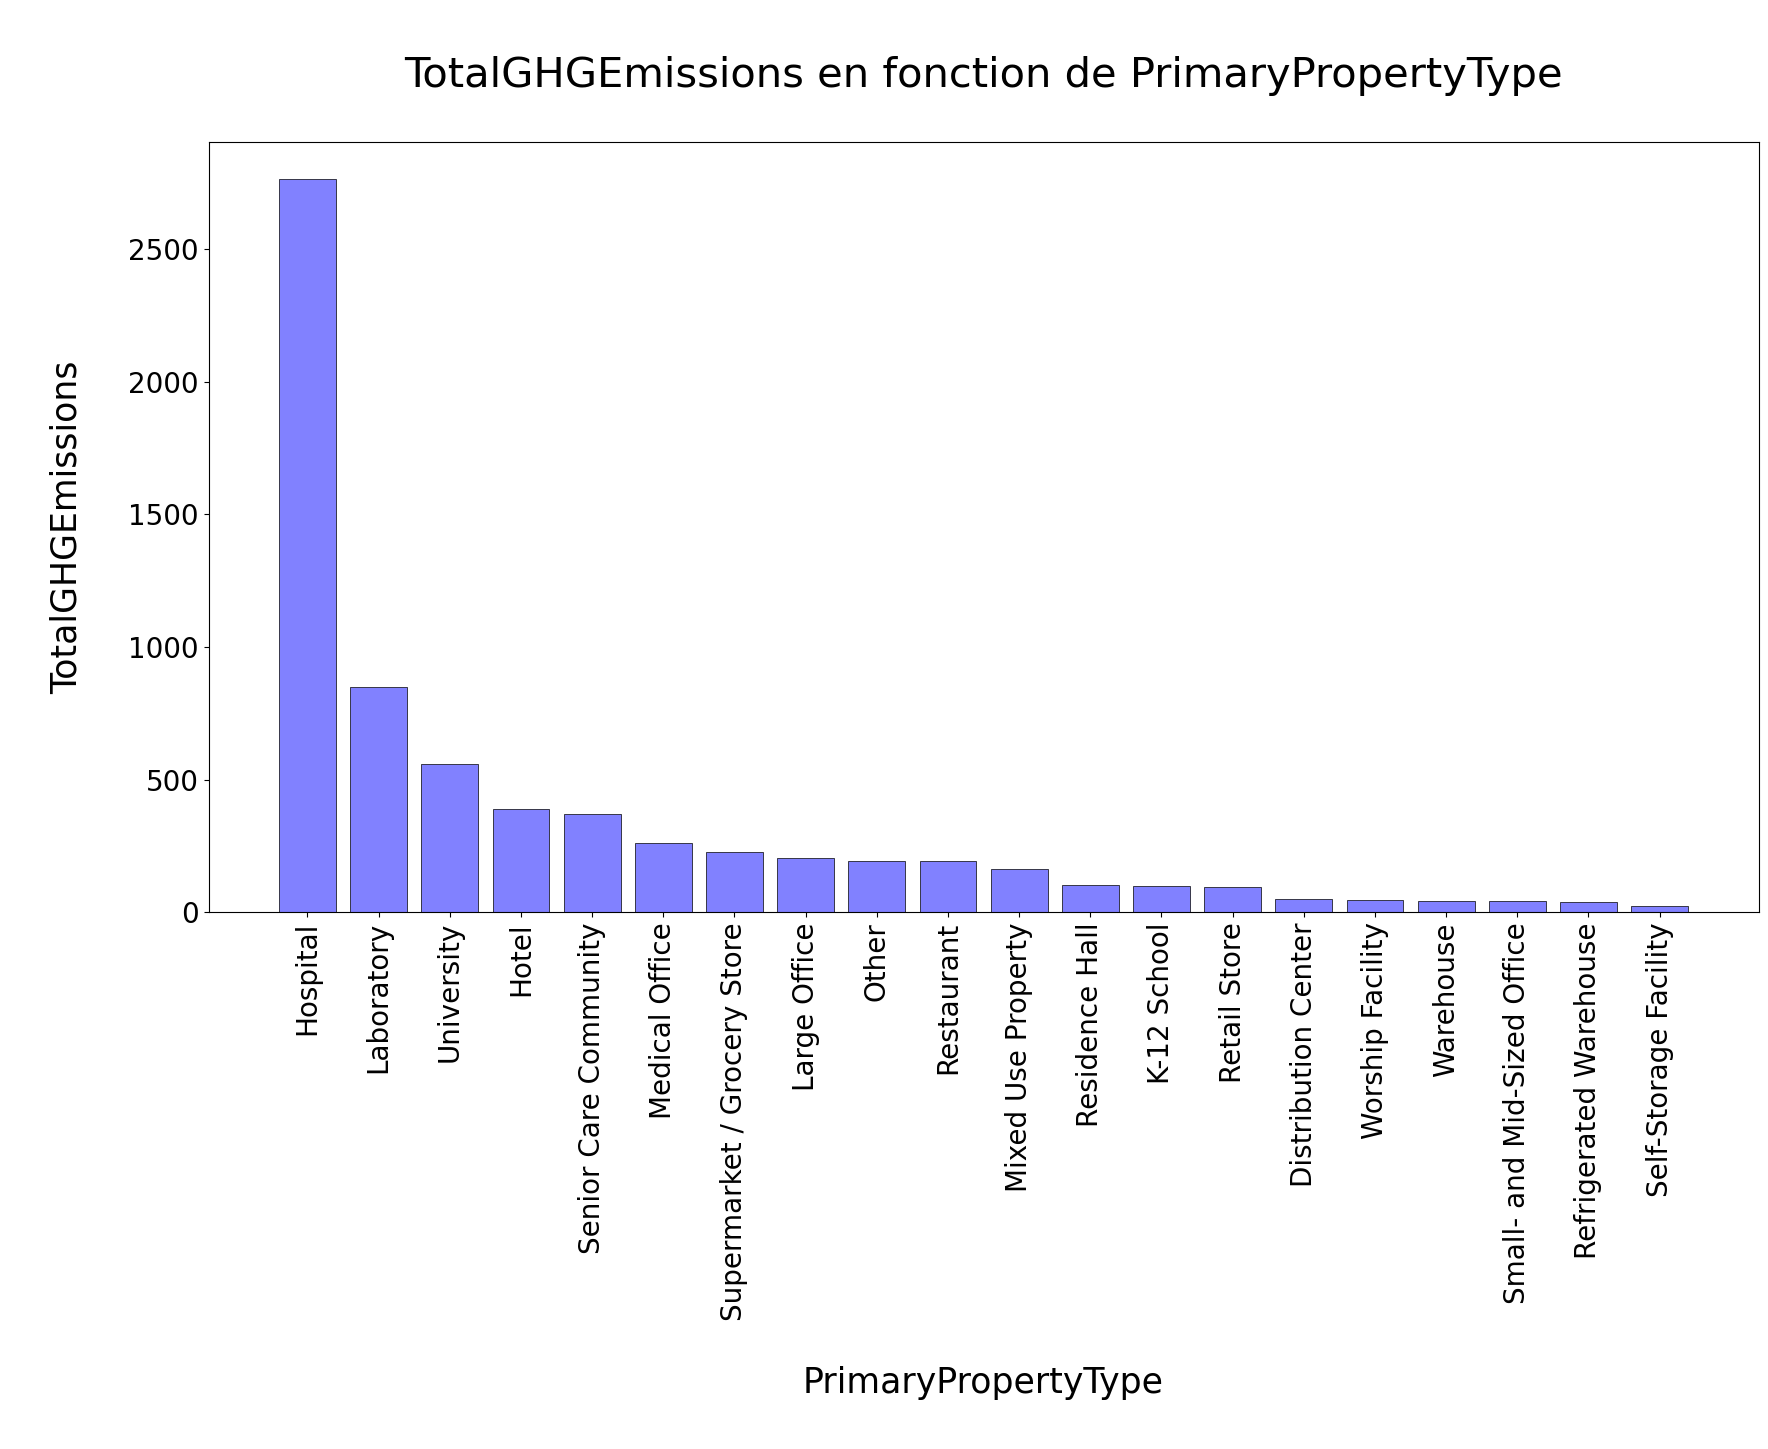 TotalGHGEmissions en fonction de PrimaryPropertyType
TotalGHGEmissions
2500
2000
1500
1000
500
0
Hospital
Laboratory
University
Hotel
Senior Care Community
Medical Office
Supermarket / Grocery Store
Large Office
Other
Restaurant
Mixed Use Property
Residence Hall
K-12 School
Retail Store
Distribution Center
Worship Facility
Warehouse
Small- and Mid-Sized Office
Refrigerated Warehouse
Self-Storage Facility
PrimaryPropertyType